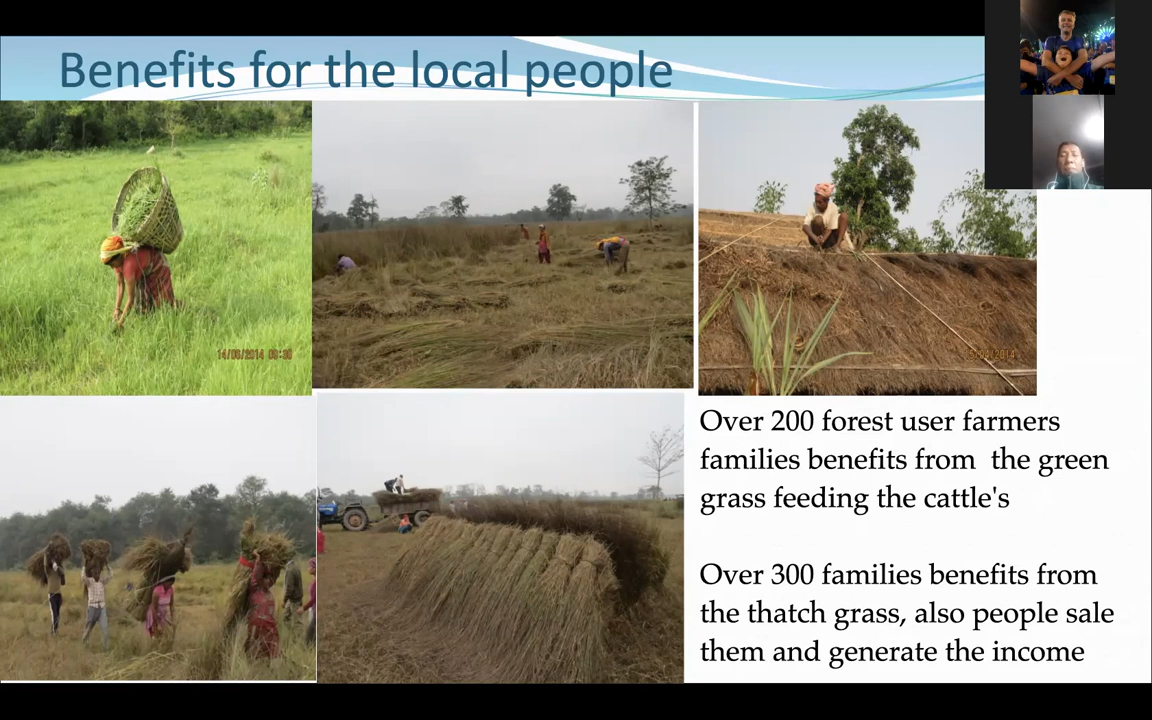 Benefits for the local people
14/06/2014
Over 200 forest user farmers
families benefits from the green
grass feeding the cattle's
Over 300 families benefits from
the thatch grass, also people sale
them and generate the income